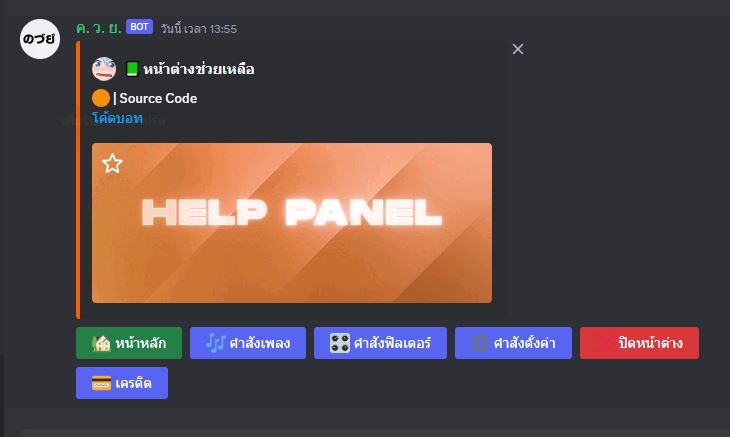 ค. ว. ย. BOT วันนี้ เวลา 13:55
หน้าต่างช่วยเหลือ
| Source Code
โค้ดบอท
HELP PANEL
หน้าหลัก
คำสั่งเพลง
คำสั่งฟิลเตอร์
คำสั่งตั้งค่า
ปิดหน้าต่าง
เครดิต